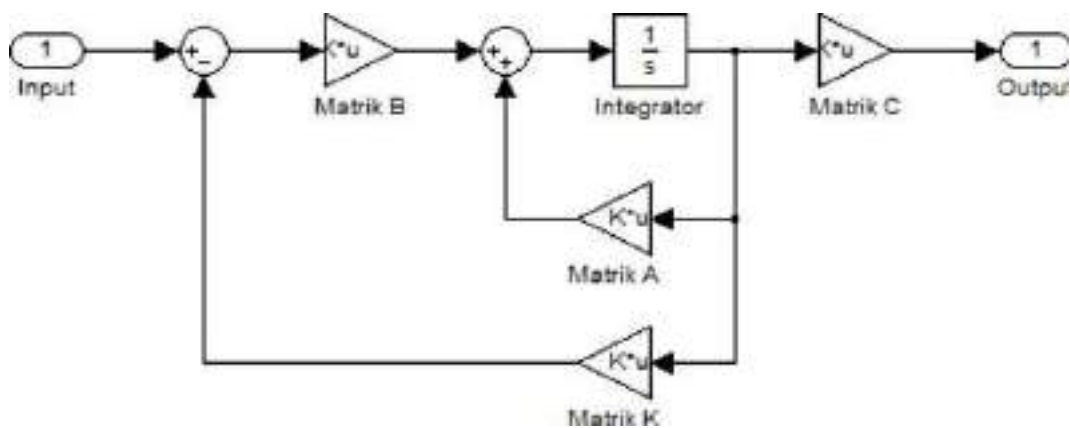 1
Input
+
−
K*u
Matrik B
+
+
1
s
Integrator
K*u
Matrik C
1
Output
K*u
Matrik A
K*u
Matrik K